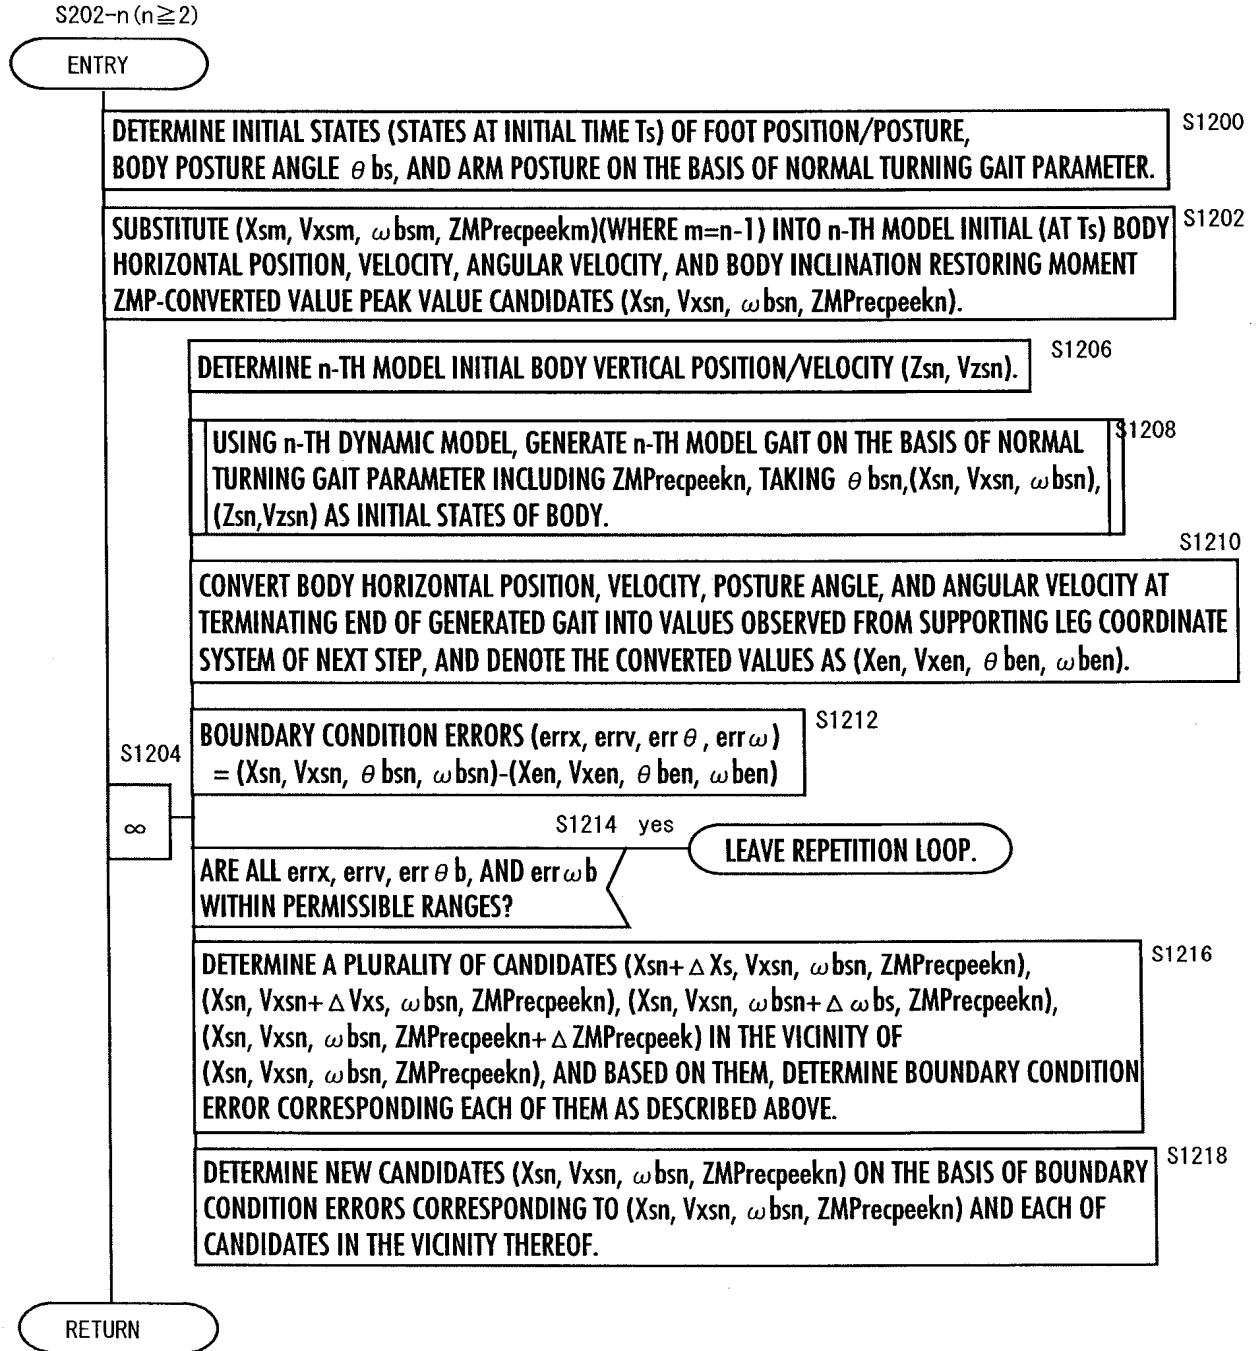 S202-n(n≧2)
ENTRY
S1200
DETERMINE INITIAL STATES (STATES AT INITIAL TIME Ts) OF FOOT POSITION/POSTURE,
BODY POSTURE ANGLE θbs, AND ARM POSTURE ON THE BASIS OF NORMAL TURNING GAIT PARAMETER.
S1202
SUBSTITUTE (Xsm, Vxsm, ωbsm, ZMPrecpeekm)(WHERE m=n-1) INTO n-TH MODEL INITIAL (AT Ts) BODY
HORIZONTAL POSITION, VELOCITY, ANGULAR VELOCITY, AND BODY INCLINATION RESTORING MOMENT
ZMP-CONVERTED VALUE PEAK VALUE CANDIDATES (Xsn, Vxsn, ωbsn, ZMPrecpeekn).
S1206
DETERMINE n-TH MODEL INITIAL BODY VERTICAL POSITION/VELOCITY (Zsn, Vzsn).
S1208
USING n-TH DYNAMIC MODEL, GENERATE n-TH MODEL GAIT ON THE BASIS OF NORMAL
TURNING GAIT PARAMETER INCLUDING ZMPrecpeekn, TAKING θbsn,(Xsn, Vxsn, ωbsn),
(Zsn,Vzsn) AS INITIAL STATES OF BODY.
S1210
CONVERT BODY HORIZONTAL POSITION, VELOCITY, POSTURE ANGLE, AND ANGULAR VELOCITY AT
TERMINATING END OF GENERATED GAIT INTO VALUES OBSERVED FROM SUPPORTING LEG COORDINATE
SYSTEM OF NEXT STEP, AND DENOTE THE CONVERTED VALUES AS (Xen, Vxen, θben, ωben).
S1212
BOUNDARY CONDITION ERRORS (errx, errv, errθ, errω)
= (Xsn, Vxsn, θbsn, ωbsn)-(Xen, Vxen, θben, ωben)
S1204
∞
S1214 yes
LEAVE REPETITION LOOP.
ARE ALL errx, errv, errθb, AND errωb
WITHIN PERMISSIBLE RANGES?
S1216
DETERMINE A PLURALITY OF CANDIDATES (Xsn+ΔXs, Vxsn, ωbsn, ZMPrecpeekn),
(Xsn, Vxsn+ΔVxs, ωbsn, ZMPrecpeekn), (Xsn, Vxsn, ωbsn+Δωbs, ZMPrecpeekn),
(Xsn, Vxsn, ωbsn, ZMPrecpeekn+ΔZMPrecpeek) IN THE VICINITY OF
(Xsn, Vxsn, ωbsn, ZMPrecpeekn), AND BASED ON THEM, DETERMINE BOUNDARY CONDITION
ERROR CORRESPONDING EACH OF THEM AS DESCRIBED ABOVE.
S1218
DETERMINE NEW CANDIDATES (Xsn, Vxsn, ωbsn, ZMPrecpeekn) ON THE BASIS OF BOUNDARY
CONDITION ERRORS CORRESPONDING TO (Xsn, Vxsn, ωbsn, ZMPrecpeekn) AND EACH OF
CANDIDATES IN THE VICINITY THEREOF.
RETURN